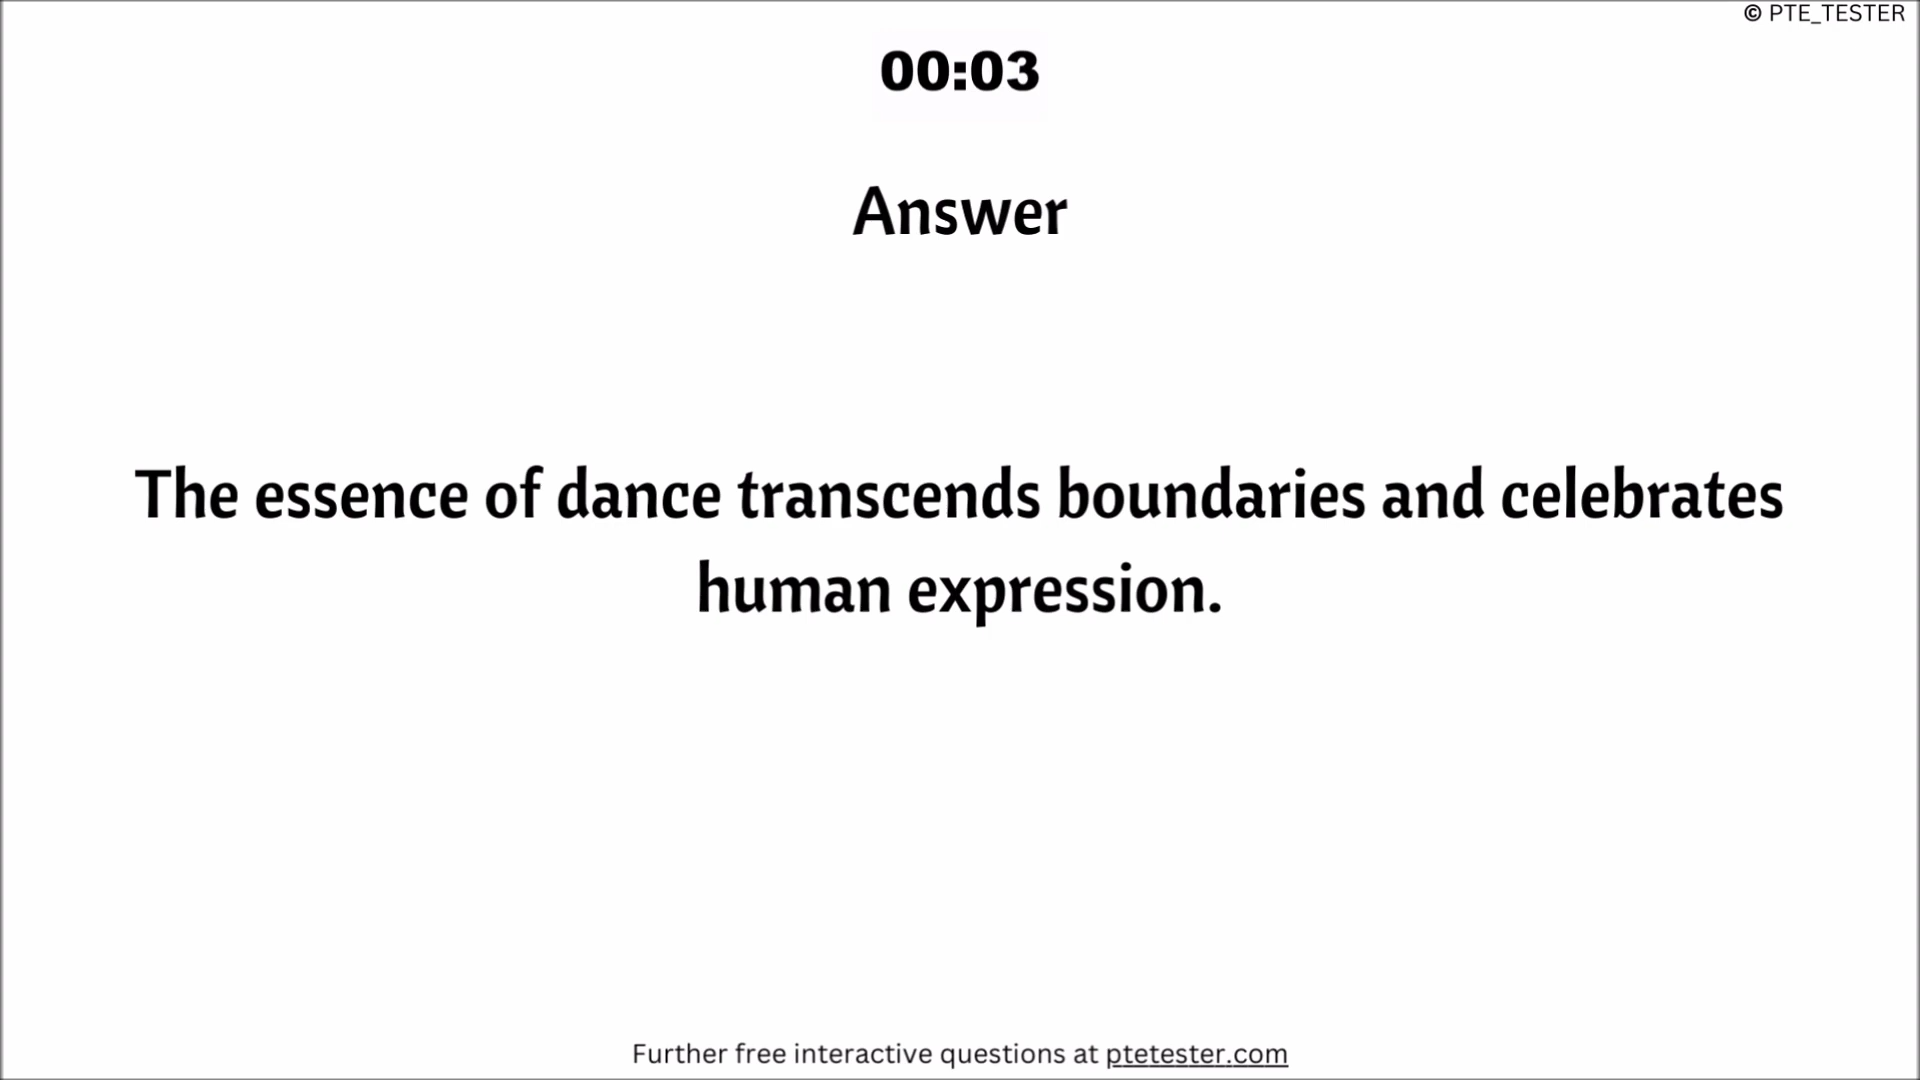 © PTE_TESTER
00:03
Answer
The essence of dance transcends boundaries and celebrates
human expression.
Further free interactive questions at ptetester.com